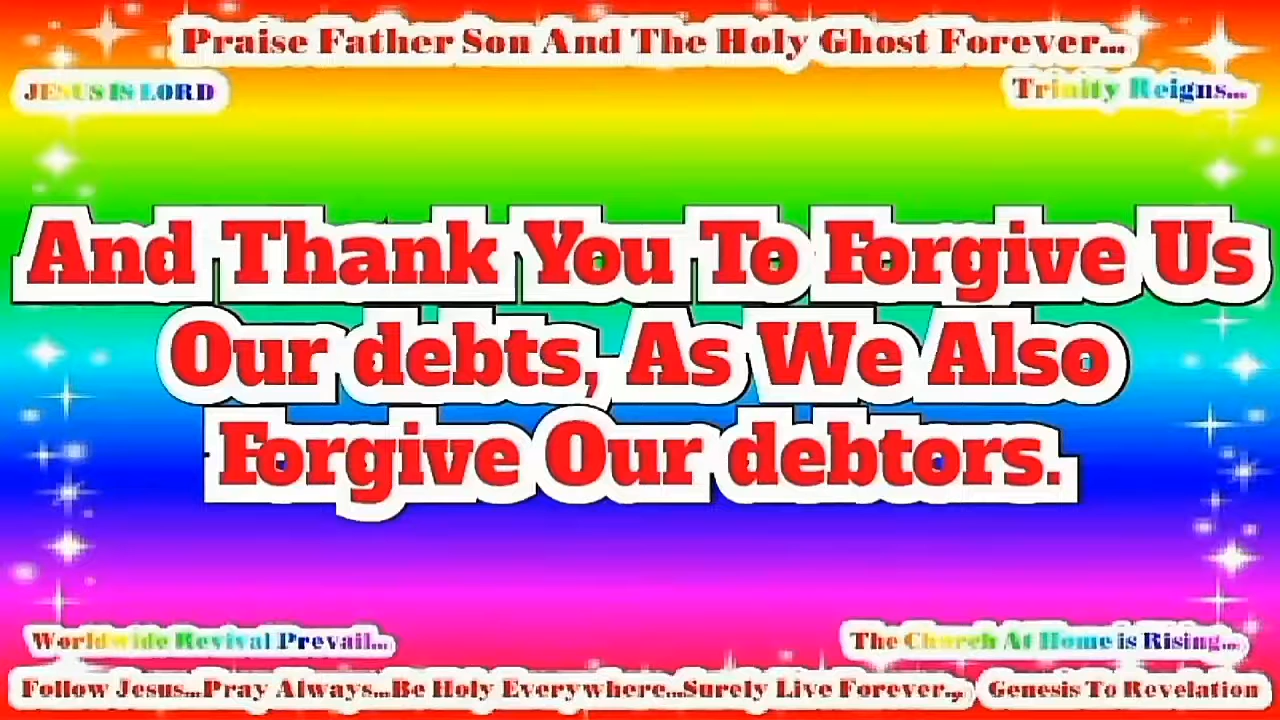 Praise Father Son And The Holy Ghost Forever...
JESUS IS LORD
Trinity Reigns...
And Thank You To Forgive Us
Our debts, As We Also
Forgive Our debtors.
Worldwide Revival Prevail...
The Church At Home is Rising...
Follow Jesus...Pray Always...Be Holy Everywhere...Surely Live Forever...,
Genesis To Revelation